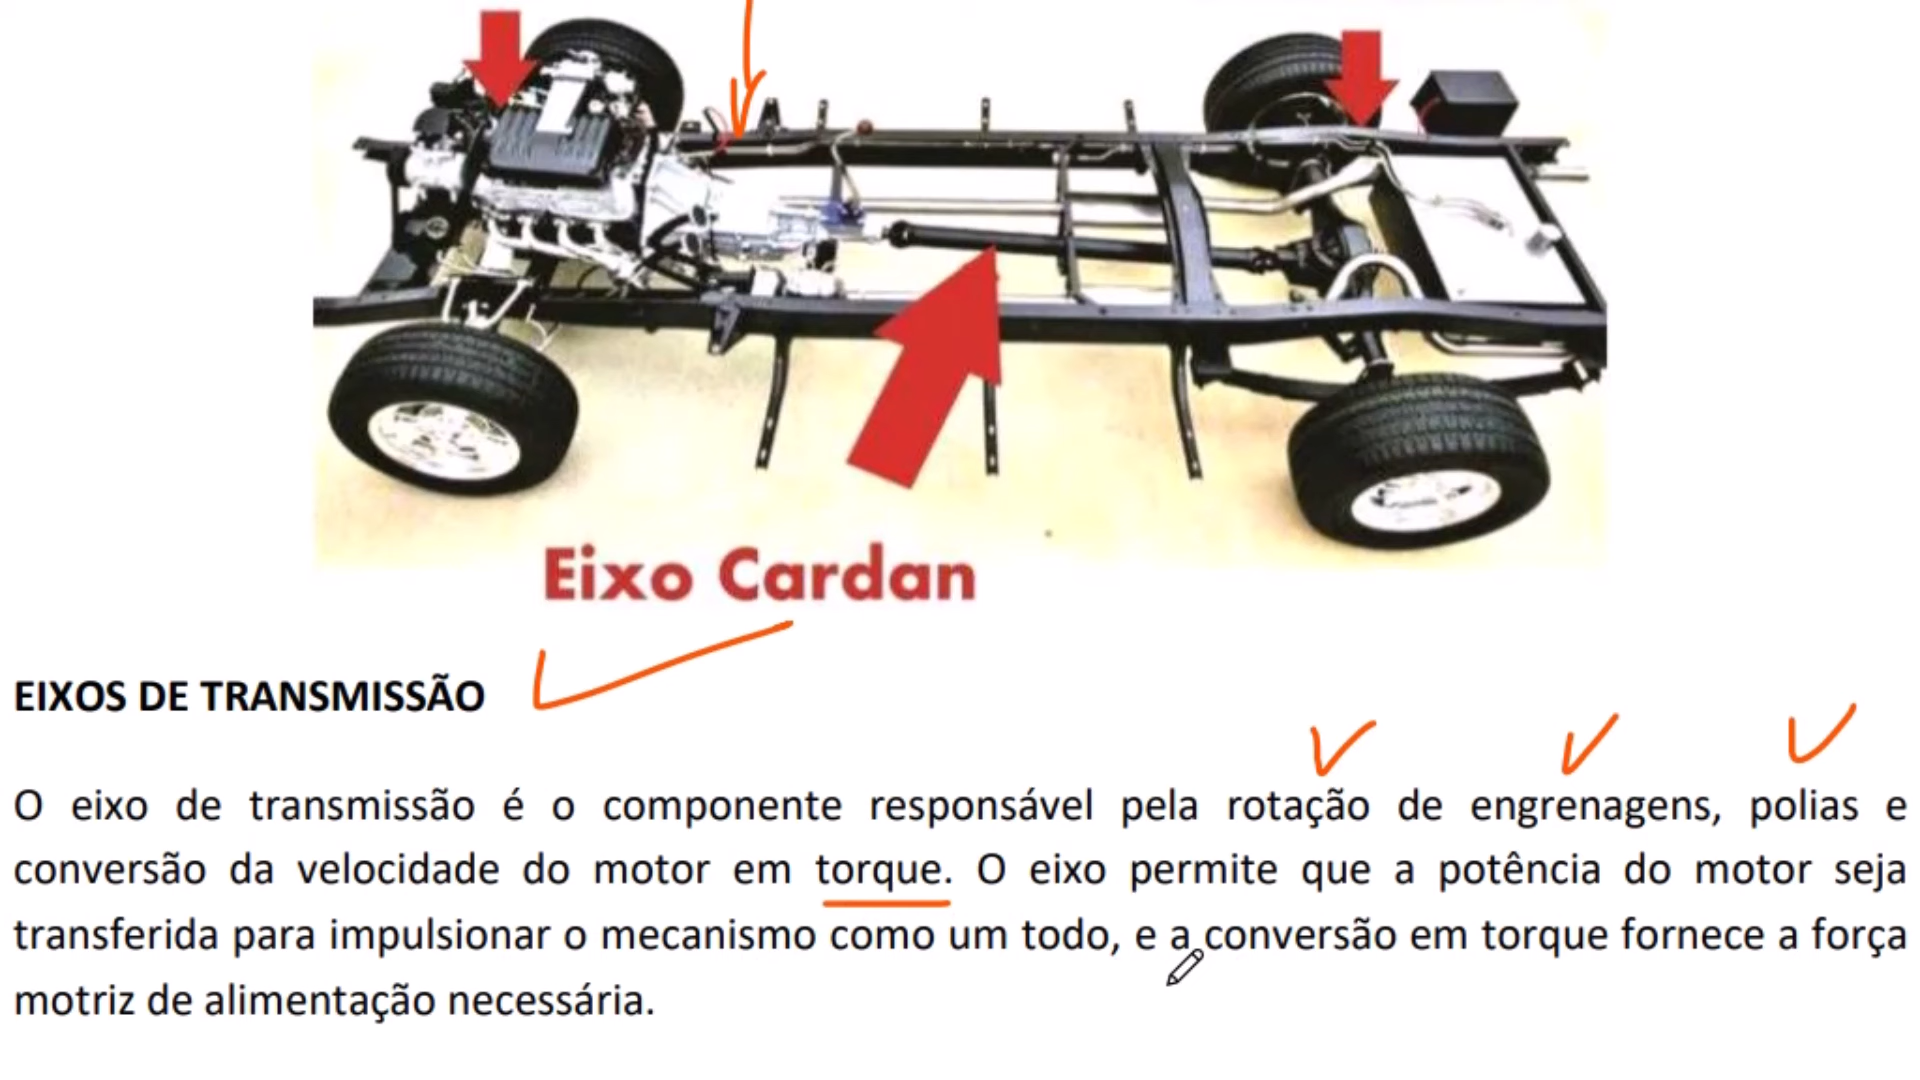 Eixo Cardan
EIXOS DE TRANSMISSÃO
O eixo de transmissão é o componente responsável pela rotação de engrenagens, polias e
conversão da velocidade do motor em torque. O eixo permite que a potência do motor seja
transferida para impulsionar o mecanismo como um todo, e a conversão em torque fornece a força
motriz de alimentação necessária.